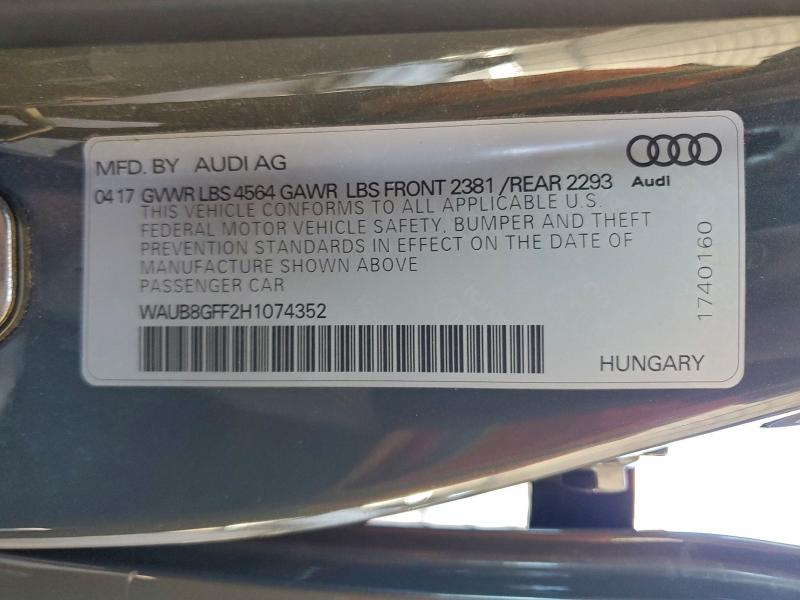 MFD. BY AUDI AG
Audi
04 17 GVWR LBS 4564 GAWR LBS FRONT 2381 /REAR 2293
THIS VEHICLE CONFORMS TO ALL APPLICABLE U.S.
FEDERAL MOTOR VEHICLE SAFETY, BUMPER AND THEFT
PREVENTION STANDARDS IN EFFECT ON THE DATE OF
MANUFACTURE SHOWN ABOVE
PASSENGER CAR
WAUB8GFF2H1074352
HUNGARY
1740160